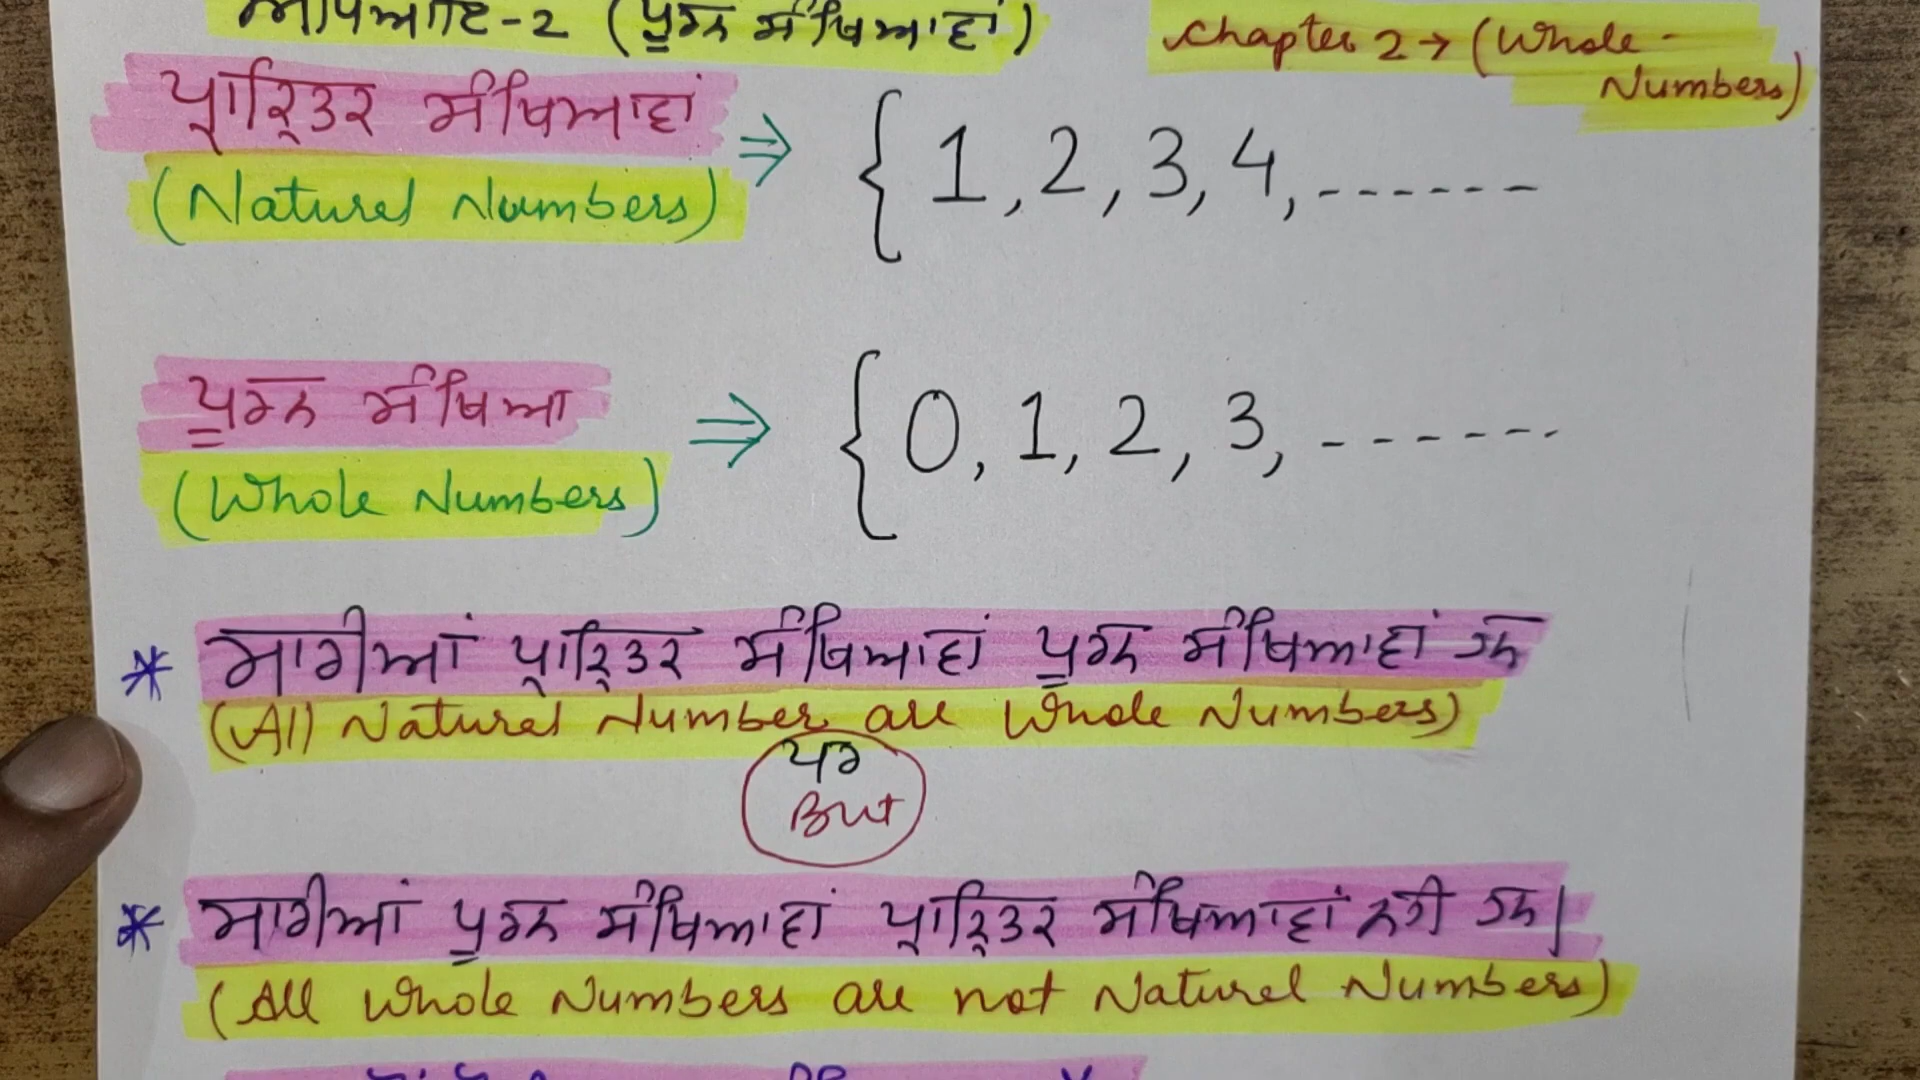 ਅਧਿਆਇ-2 (ਪੂਰਨ ਸੰਖਿਆਵਾਂ)
Chapter 2 → (Whole-
Numbers)
ਪ੍ਰਾਕ੍ਰਿਤਕ ਸੰਖਿਆਵਾਂ
(Natural Numbers)
⇒ { 1, 2, 3, 4, ------
ਪੂਰਨ ਸੰਖਿਆ
(Whole Numbers)
⇒ { 0, 1, 2, 3, -------
* ਸਾਰੀਆਂ ਪ੍ਰਾਕ੍ਰਿਤਕ ਸੰਖਿਆਵਾਂ ਪੂਰਨ ਸੰਖਿਆਵਾਂ ਹਨ
(All Natural Number are Whole Numbers)
ਪਰ
But
* ਸਾਰੀਆਂ ਪੂਰਨ ਸੰਖਿਆਵਾਂ ਪ੍ਰਾਕ੍ਰਿਤਕ ਸੰਖਿਆਵਾਂ ਨਹੀ ਹਨ।
(All Whole Numbers are not Natural Numbers)